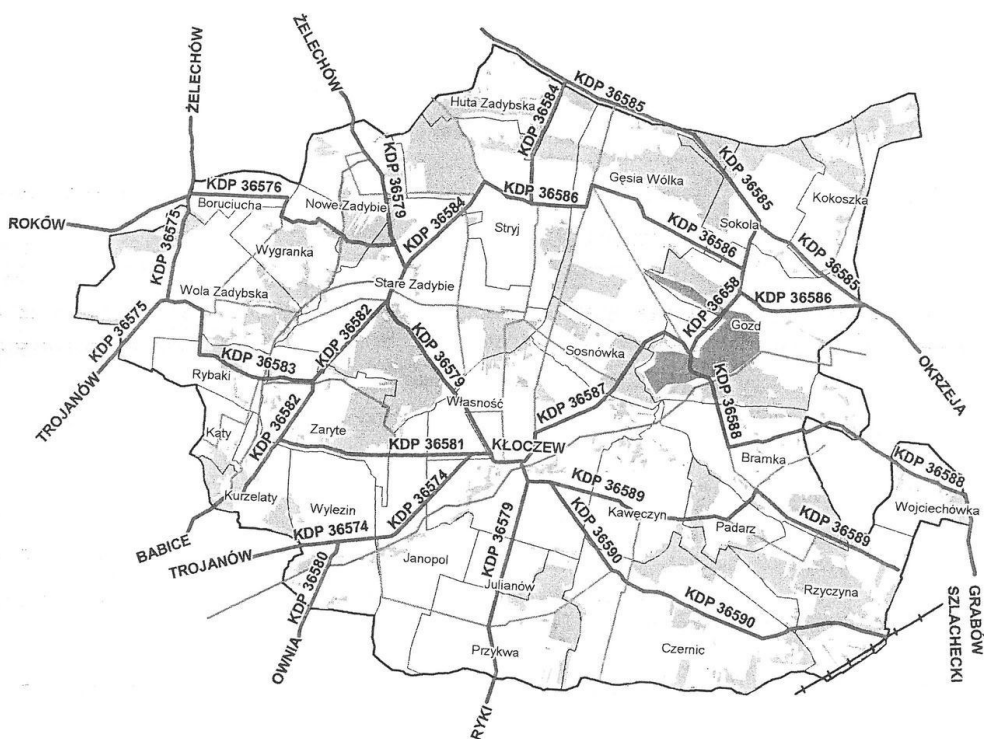 ŻELECHÓW
ŻELECHÓW
Huta Zadybska
KDP 36584
KDP 36585
KDP 36576
Boruciucha
Nowe Zadybie
KDP 36579
KDP 36586
Gęsia Wólka
KDP 36585
Kokoszka
ROKÓW
KDP 36575
Wygranka
KDP 36584
Stryj
KDP 36586
Sokola
KDP 36585
Wola Zadybska
Stare Zadybie
KDP 36658
KDP 36586
KDP 36575
KDP 36582
Gozd
TROJANÓW
Rybaki
KDP 36583
KDP 36579
Sosnówka
OKRZEJA
KDP 36587
Własność
KDP 36588
Kąty
KDP 36582
Zaryte
KDP 36581
KŁOCZEW
Bramka
KDP 36588
Kurzelaty
Wylezin
KDP 36574
KDP 36589
Kawęczyn
Wojciechówka
BABICE
TROJANÓW
KDP 36574
KDP 36579
KDP 36590
Padarz
KDP 36589
KDP 36580
Janopol
Julianów
Rzyczyna
KDP 36590
GRABÓW
SZLACHECKI
OWNIA
Przykwa
Czernic
RYKI